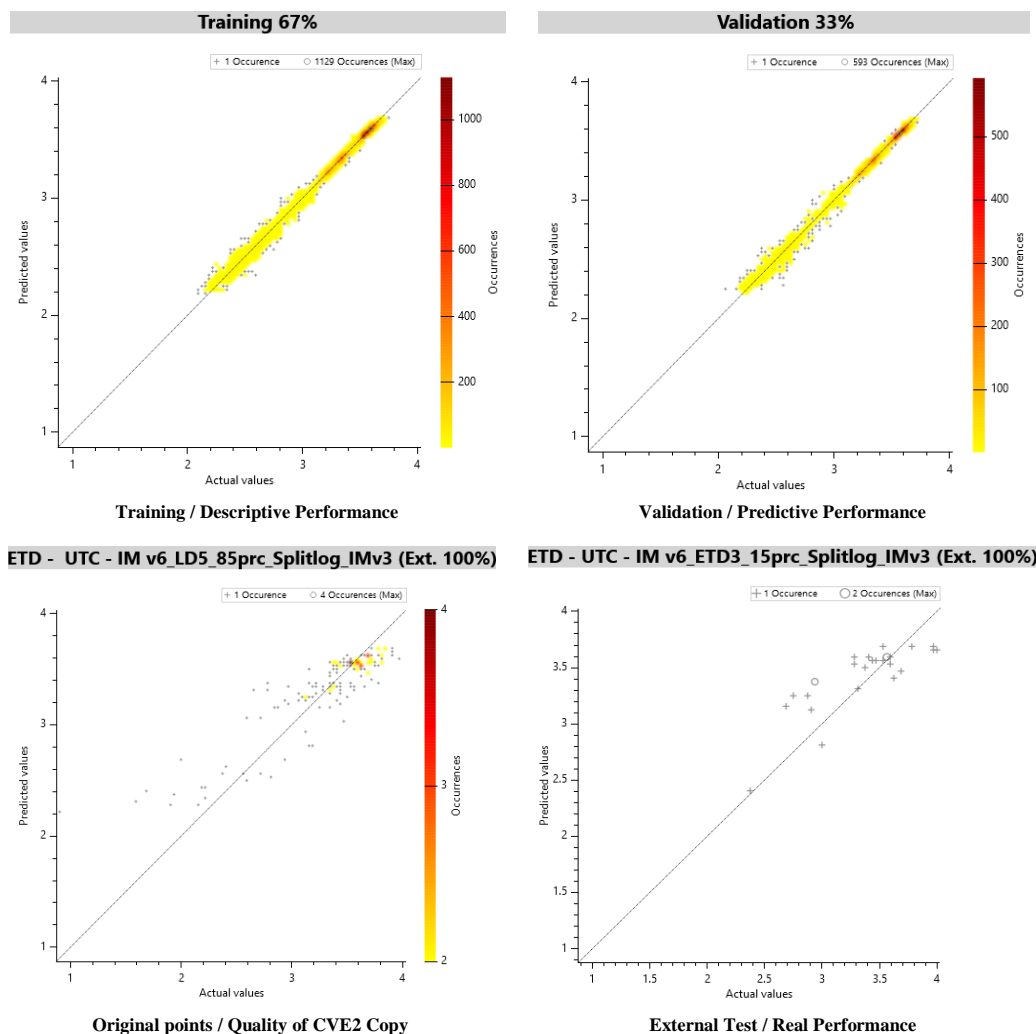 Training 67%
+ 1 Occurence ○ 1129 Occurences (Max)
4
3
2
1
Predicted values
1 2 3 4
Actual values
1000
800
600
400
200
Occurrences
Training / Descriptive Performance
Validation 33%
+ 1 Occurence ○ 593 Occurences (Max)
4
3
2
1
Predicted values
1 2 3 4
Actual values
500
400
300
200
100
Occurrences
Validation / Predictive Performance
ETD - UTC - IM v6_LD5_85prc_Splitlog_IMv3 (Ext. 100%)
+ 1 Occurence ○ 4 Occurences (Max)
4
3
2
1
Predicted values
1 2 3 4
Actual values
4
3
2
Occurrences
Original points / Quality of CVE2 Copy
ETD - UTC - IM v6_ETD3_15prc_Splitlog_IMv3 (Ext. 100%)
+ 1 Occurence ○ 2 Occurences (Max)
4
3.5
3
2.5
2
1.5
1
Predicted values
1 1.5 2 2.5 3 3.5 4
Actual values
External Test / Real Performance